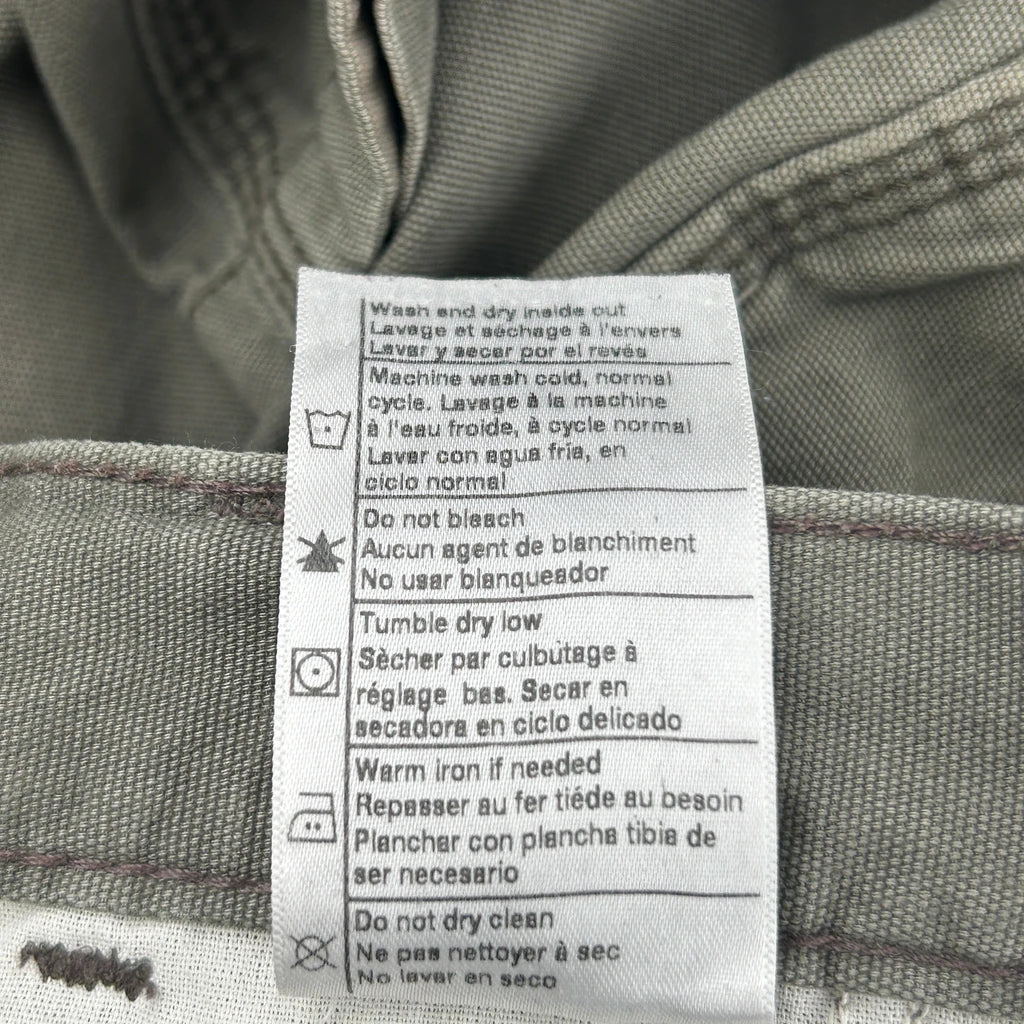 Wash and dry inside out
Lavage et séchage à l'envers
Lavar y secar por el revés
Machine wash cold, normal
cycle. Lavage à la machine
à l'eau froide, à cycle normal
Lavar con agua fria, en
ciclo normal
Do not bleach
Aucun agent de blanchiment
No usar blanqueador
Tumble dry low
Sècher par culbutage à
réglage bas. Secar en
secadora en ciclo delicado
Warm iron if needed
Repasser au fer tiéde au besoin
Planchar con plancha tibia de
ser necesario
Do not dry clean
Ne pas nettoyer à sec
No lavar en seco